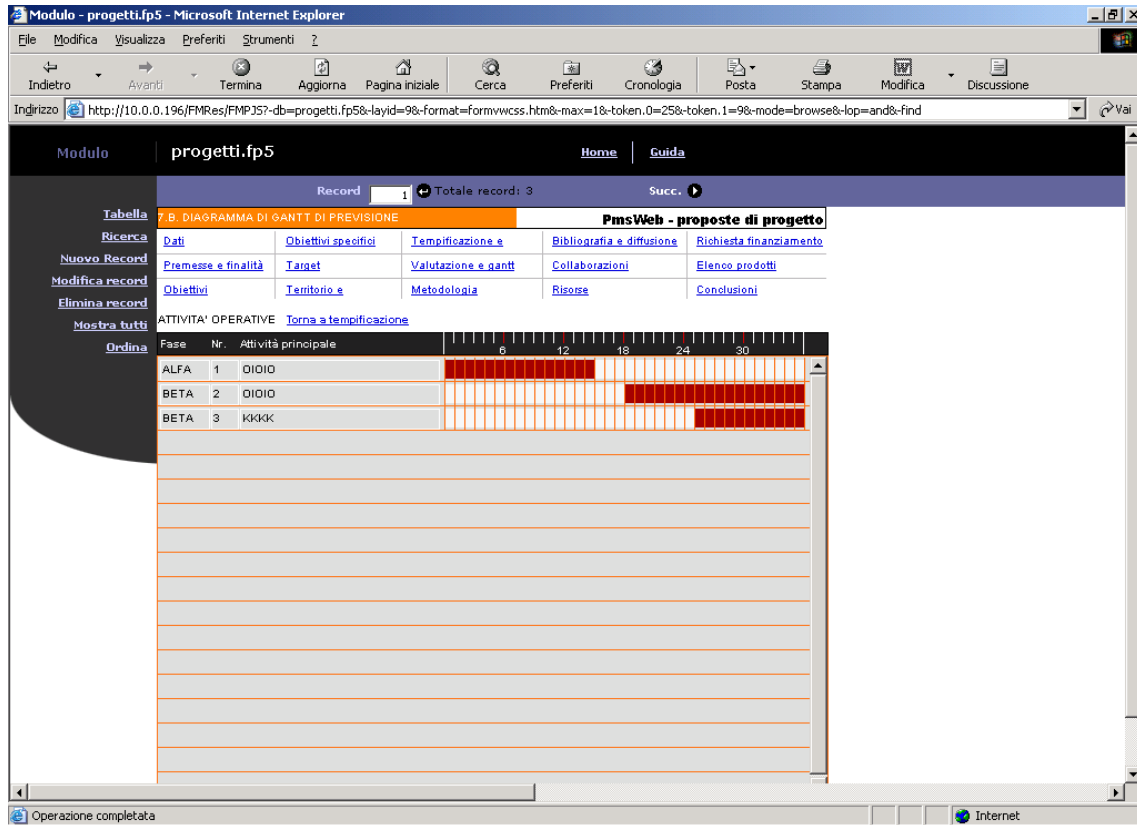 Modulo - progetti.fp5 - Microsoft Internet Explorer
File Modifica Visualizza Preferiti Strumenti ?
Indietro Avanti Termina Aggiorna Pagina iniziale Cerca Preferiti Cronologia Posta Stampa Modifica Discussione
Indirizzo http://10.0.0.196/FMRes/FMPJS?-db=progetti.fp5&-layid=9&-format=formvwcss.htm&-max=1&-token.0=25&-token.1=9&-mode=browse&-lop=and&-find Vai
Modulo progetti.fp5 Home Guida
Record 1 Totale record: 3 Succ.
Tabella
Ricerca
Nuovo Record
Modifica record
Elimina record
Mostra tutti
Ordina
7.B. DIAGRAMMA DI GANTT DI PREVISIONE PmsWeb - proposte di progetto
Dati Obiettivi specifici Tempificazione e Bibliografia e diffusione Richiesta finanziamento
Premesse e finalità Target Valutazione e gantt Collaborazioni Elenco prodotti
Obiettivi Territorio e Metodologia Risorse Conclusioni
ATTIVITA' OPERATIVE Torna a tempificazione
Fase Nr. Attività principale 6 12 18 24 30
ALFA 1 OIOIO
BETA 2 OIOIO
BETA 3 KKKK
Operazione completata Internet